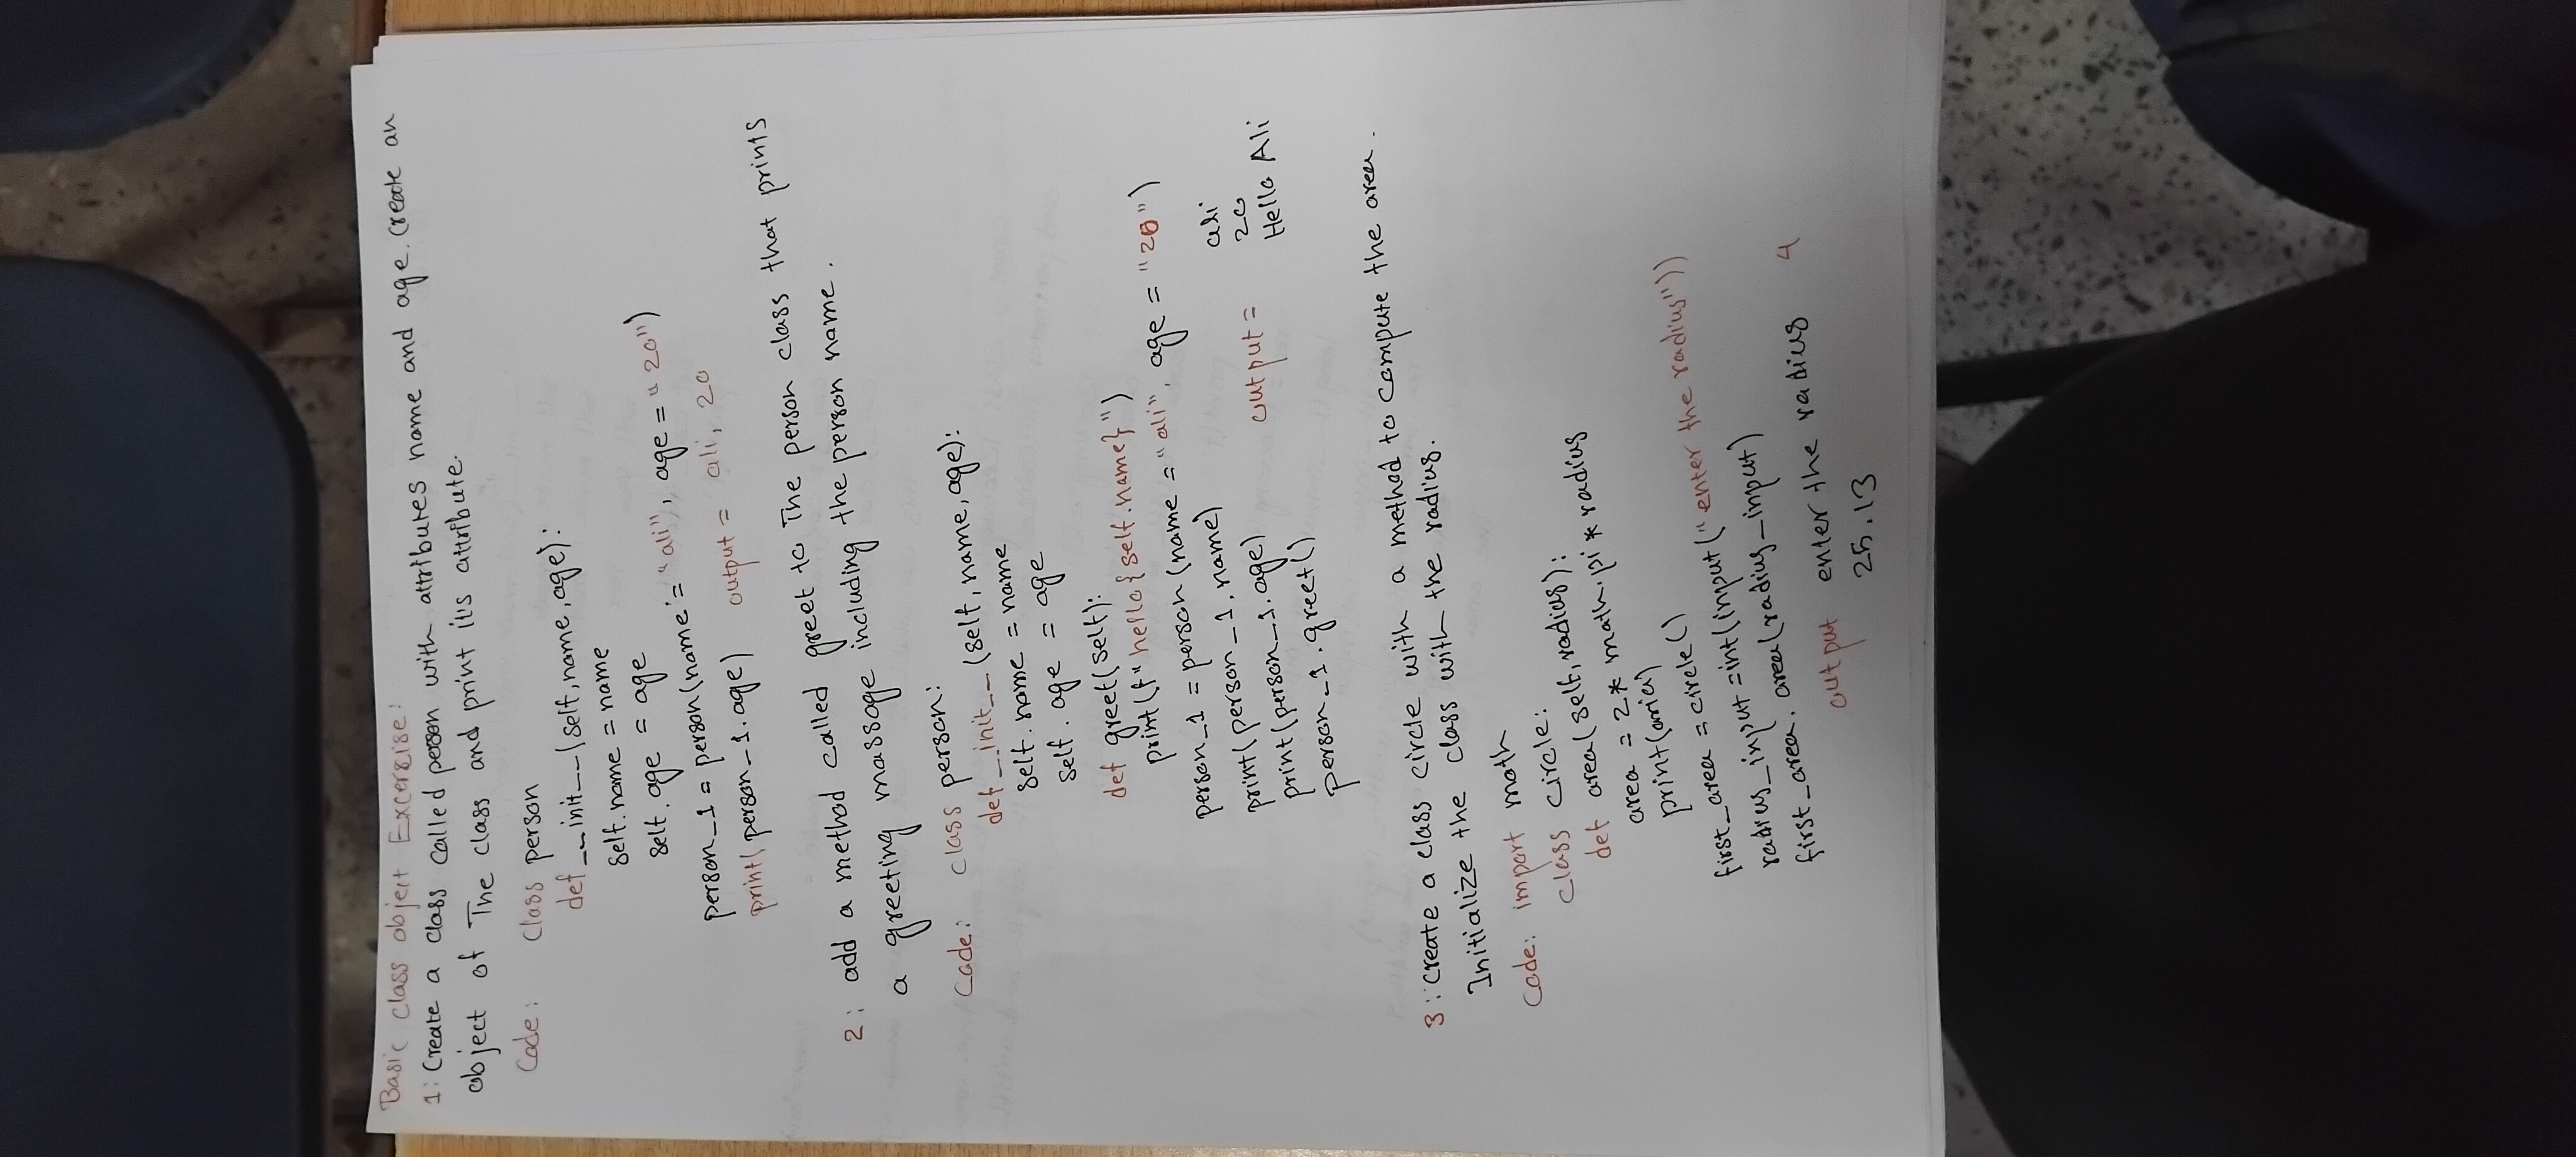 Basic class object Excercise:
1: Create a class called person with attributes name and age. Create an
object of The class and print it's attribute.
Code: class person
def __init__(self,name,age):
self.name = name
self.age = age
person_1 = person(name = "ali", age = "20")
print(person_1.age) output = ali, 20
2: add a method called greet to The person class that prints
a greeting massage including the person name.
Code: class person:
def __init__(self,name,age):
self.name = name
self.age = age
def greet(self):
print(f"hello{self.name}")
person_1 = person(name = "ali", age = "20")
print(person_1.name)
print(person_1.age)
person_1.greet()
output = ali
20
Hello Ali
3: create a class circle with a method to compute the area.
Initialize the class with the radius.
Code: import math
class circle:
def area(self,radius):
area = 2* math.pi * radius
print(area)
first_area = circle()
radius_input =int(input("enter the radius"))
first_area.area(radius_input)
output enter the radius 4
25.13